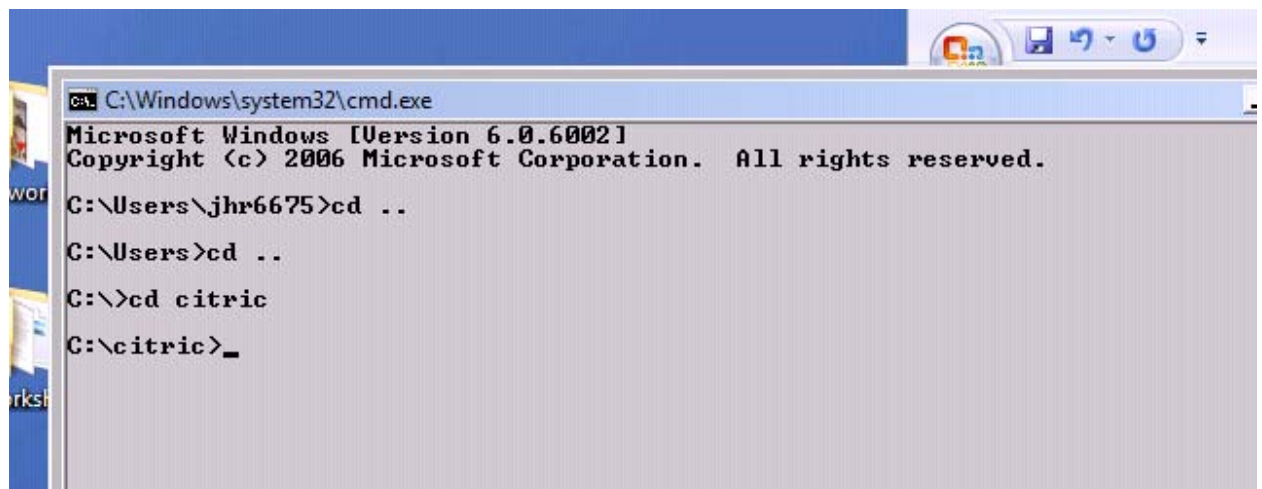 C:\Windows\system32\cmd.exe
Microsoft Windows [Version 6.0.6002]
Copyright (c) 2006 Microsoft Corporation.  All rights reserved.
C:\Users\jhr6675>cd ..
C:\Users>cd ..
C:\>cd citric
C:\citric>_